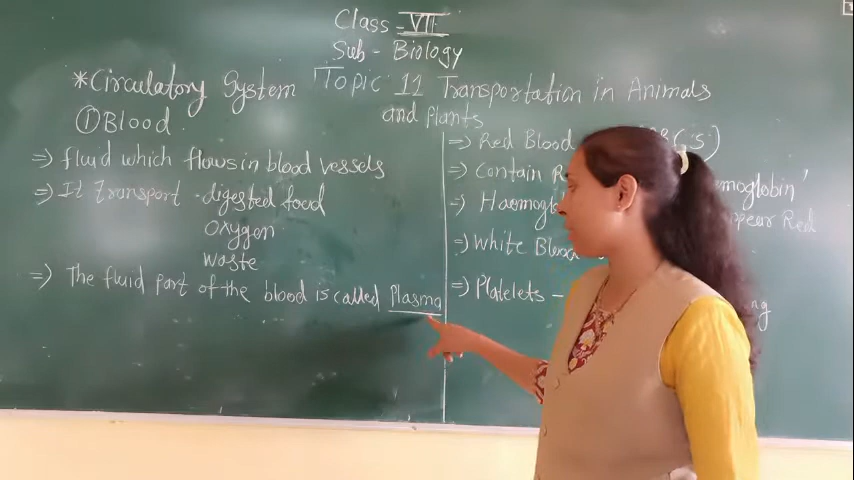 Class - VII
Sub - Biology
*Circulatory System
Topic 11 Transportation in Animals
and Plants
① Blood
⇒ fluid which flows in blood vessels
⇒ It Transport - digested food
Oxygen
Waste
⇒ The fluid part of the blood is called Plasma
⇒ Red Blood
⇒ Contain
⇒ Haemoglo
⇒ White Blood
⇒ Platelets -